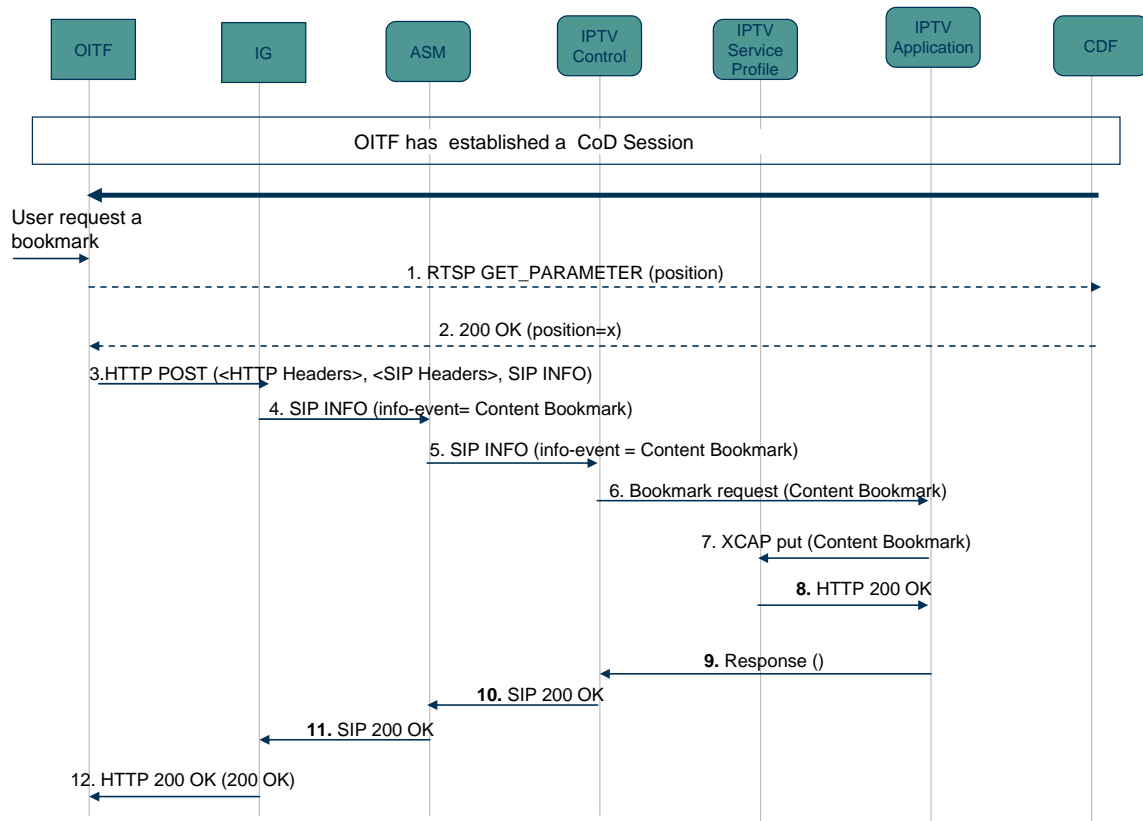 OITF
IG
ASM
IPTV
Control
IPTV
Service
Profile
IPTV
Application
CDF
OITF has established a CoD Session
User request a
bookmark
1. RTSP GET_PARAMETER (position)
2. 200 OK (position=x)
3.HTTP POST (<HTTP Headers>, <SIP Headers>, SIP INFO)
4. SIP INFO (info-event= Content Bookmark)
5. SIP INFO (info-event = Content Bookmark)
6. Bookmark request (Content Bookmark)
7. XCAP put (Content Bookmark)
8. HTTP 200 OK
9. Response ()
10. SIP 200 OK
11. SIP 200 OK
12. HTTP 200 OK (200 OK)